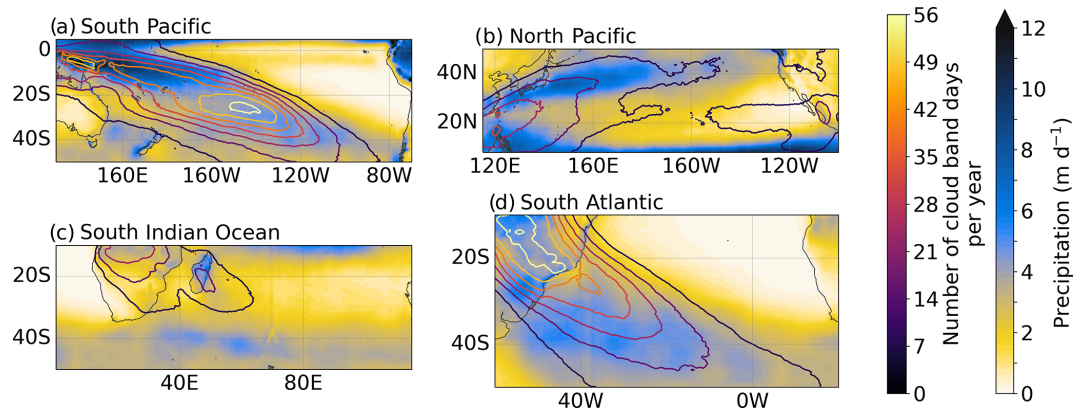 (a) South Pacific
0
20S
40S
160E
160W
120W
80W
(b) North Pacific
40N
20N
120E
160E
160W
120W
(c) South Indian Ocean
20S
40S
40E
80E
(d) South Atlantic
20S
40S
40W
0W
56
49
42
35
28
21
14
7
0
Number of cloud band days
per year
12
10
8
6
4
2
0
Precipitation (m d⁻¹)